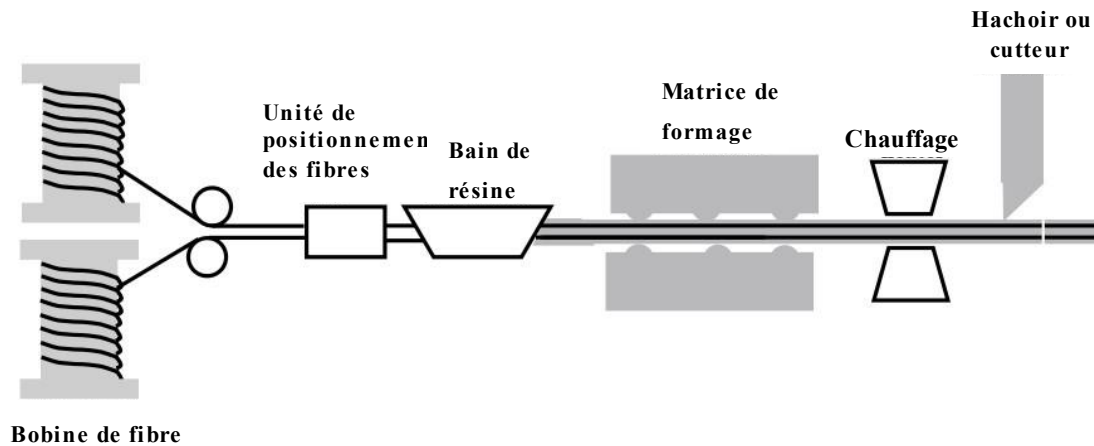 Hachoir ou
cutteur
Matrice de
formage
Unité de
positionnemen
des fibres
Bain de
résine
Chauffage
Bobine de fibre